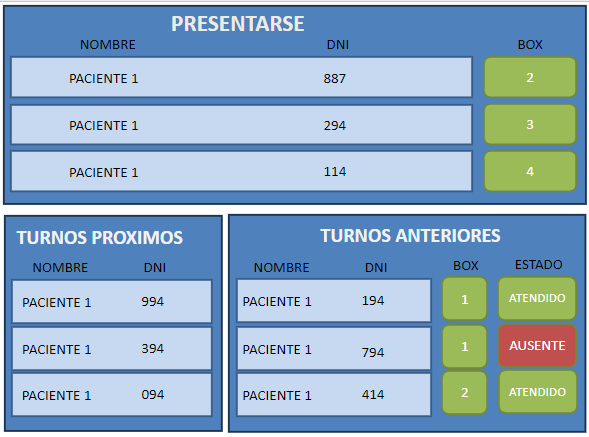 PRESENTARSE
NOMBRE DNI BOX
PACIENTE 1 887 2
PACIENTE 1 294 3
PACIENTE 1 114 4
TURNOS PROXIMOS
NOMBRE DNI
PACIENTE 1 994
PACIENTE 1 394
PACIENTE 1 094
TURNOS ANTERIORES
NOMBRE DNI BOX ESTADO
PACIENTE 1 194 1 ATENDIDO
PACIENTE 1 794 1 AUSENTE
PACIENTE 1 414 2 ATENDIDO